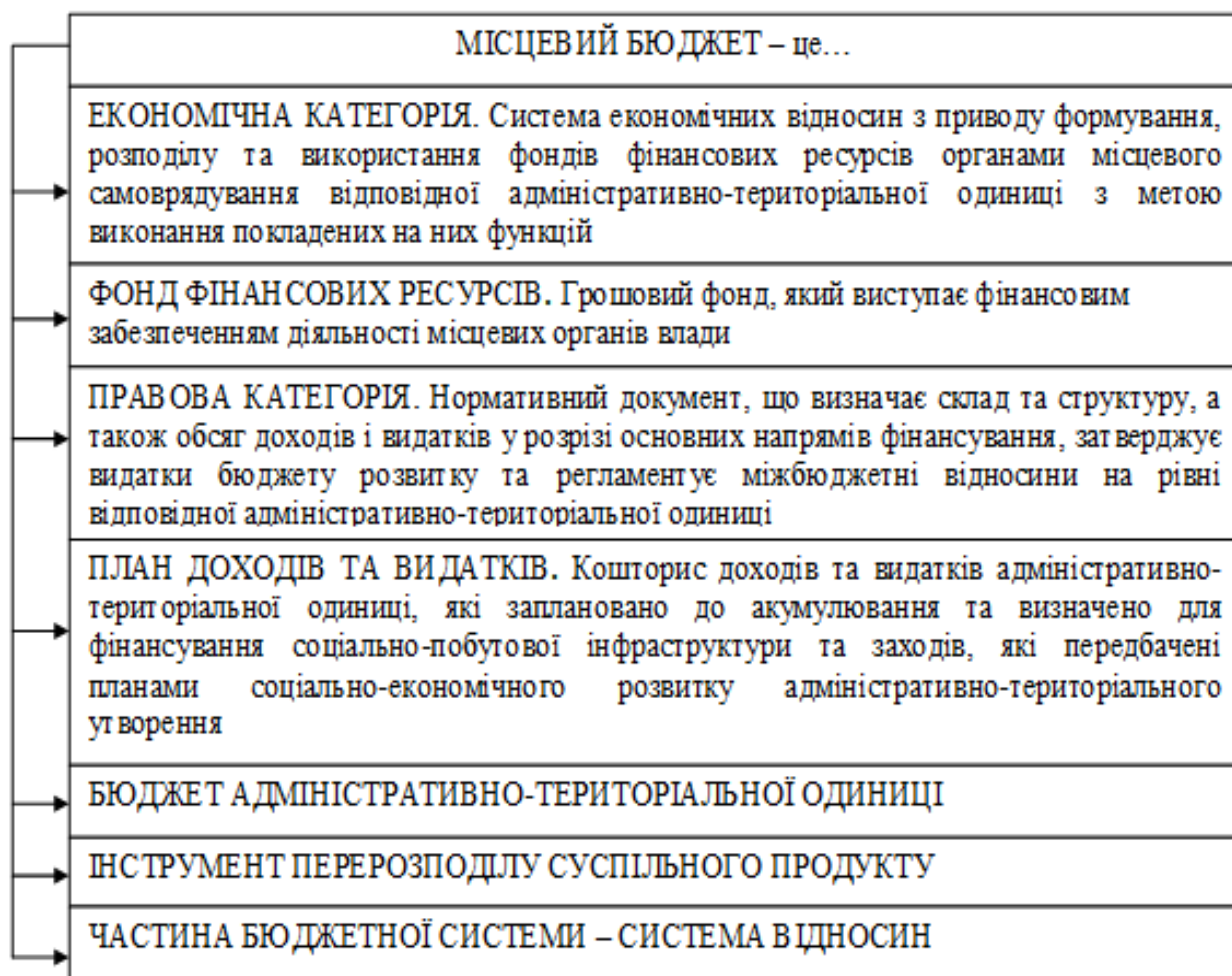 МІСЦЕВИЙ БЮДЖЕТ – це...
ЕКОНОМІЧНА КАТЕГОРІЯ. Система економічних відносин з приводу формування,
розподілу та використання фондів фінансових ресурсів органами місцевого
самоврядування відповідної адміністративно-територіальної одиниці з метою
виконання покладених на них функцій
ФОНД ФІНАНСОВИХ РЕСУРСІВ. Грошовий фонд, який виступає фінансовим
забезпеченням діяльності місцевих органів влади
ПРАВОВА КАТЕГОРІЯ. Нормативний документ, що визначає склад та структуру, а
також обсяг доходів і видатків у розрізі основних напрямів фінансування, затверджує
видатки бюджету розвитку та регламентує міжбюджетні відносини на рівні
відповідної адміністративно-територіальної одиниці
ПЛАН ДОХОДІВ ТА ВИДАТКІВ. Кошторис доходів та видатків адміністративно-
територіальної одиниці, які заплановано до акумулювання та визначено для
фінансування соціально-побутової інфраструктури та заходів, які передбачені
планами соціально-економічного розвитку адміністративно-територіального
утворення
БЮДЖЕТ АДМІНІСТРАТИВНО-ТЕРИТОРІАЛЬНОЇ ОДИНИЦІ
ІНСТРУМЕНТ ПЕРЕРОЗПОДІЛУ СУСПІЛЬНОГО ПРОДУКТУ
ЧАСТИНА БЮДЖЕТНОЇ СИСТЕМИ – СИСТЕМА ВІДНОСИН